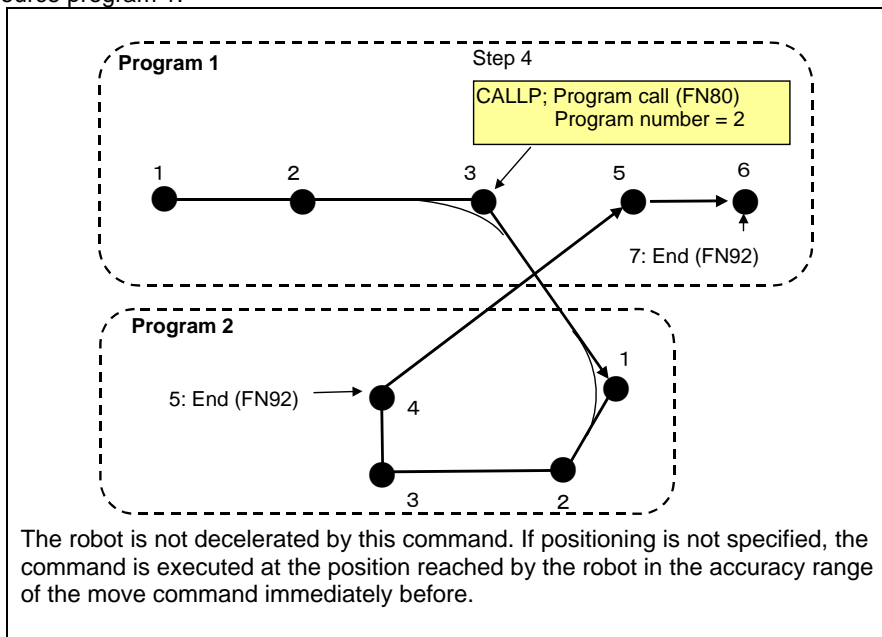 program 1.
Program 1
Step 4
CALLP; Program call (FN80)
Program number = 2
1
2
3
5
6
7: End (FN92)
Program 2
1
5: End (FN92)
4
3
2
The robot is not decelerated by this command. If positioning is not specified, the
command is executed at the position reached by the robot in the accuracy range
of the move command immediately before.